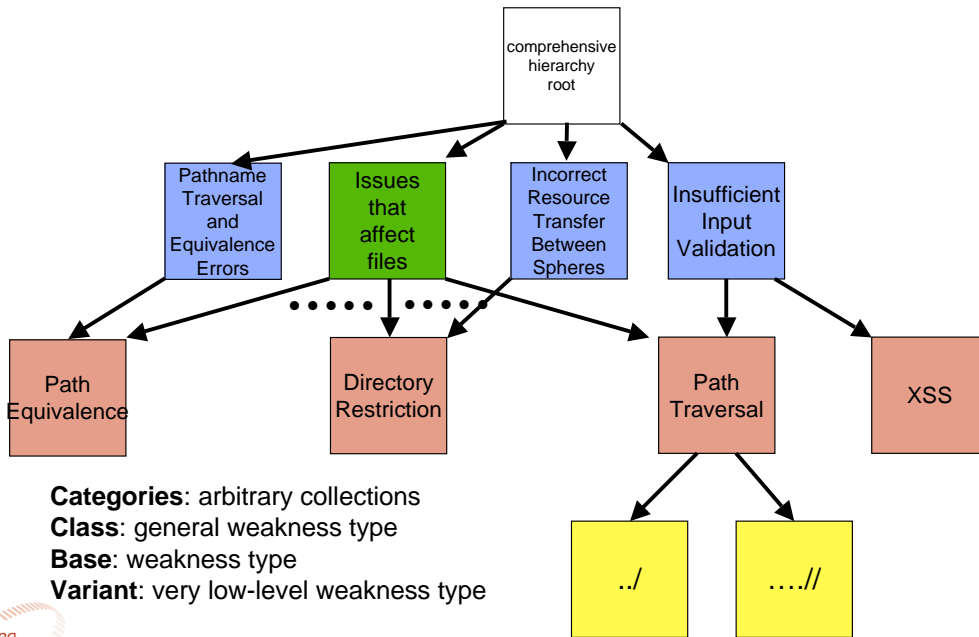 comprehensive
hierarchy
root
Pathname
Traversal
and
Equivalence
Errors
Issues
that
affect
files
Incorrect
Resource
Transfer
Between
Spheres
Insufficient
Input
Validation
Path
Equivalence
Directory
Restriction
Path
Traversal
XSS
Categories: arbitrary collections
Class: general weakness type
Base: weakness type
Variant: very low-level weakness type
../
....//